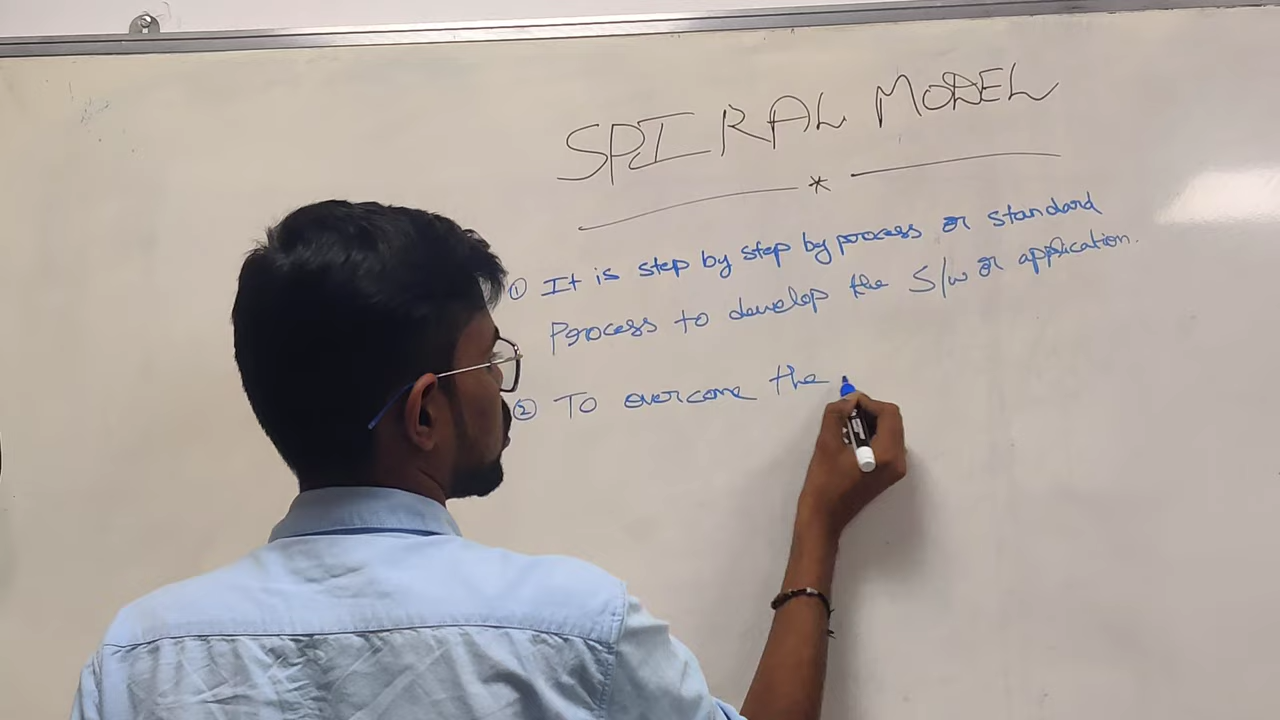 SPIRAL MODEL
*
① It is step by step by process or standard
Process to develop the S/w or application.
② To overcome the